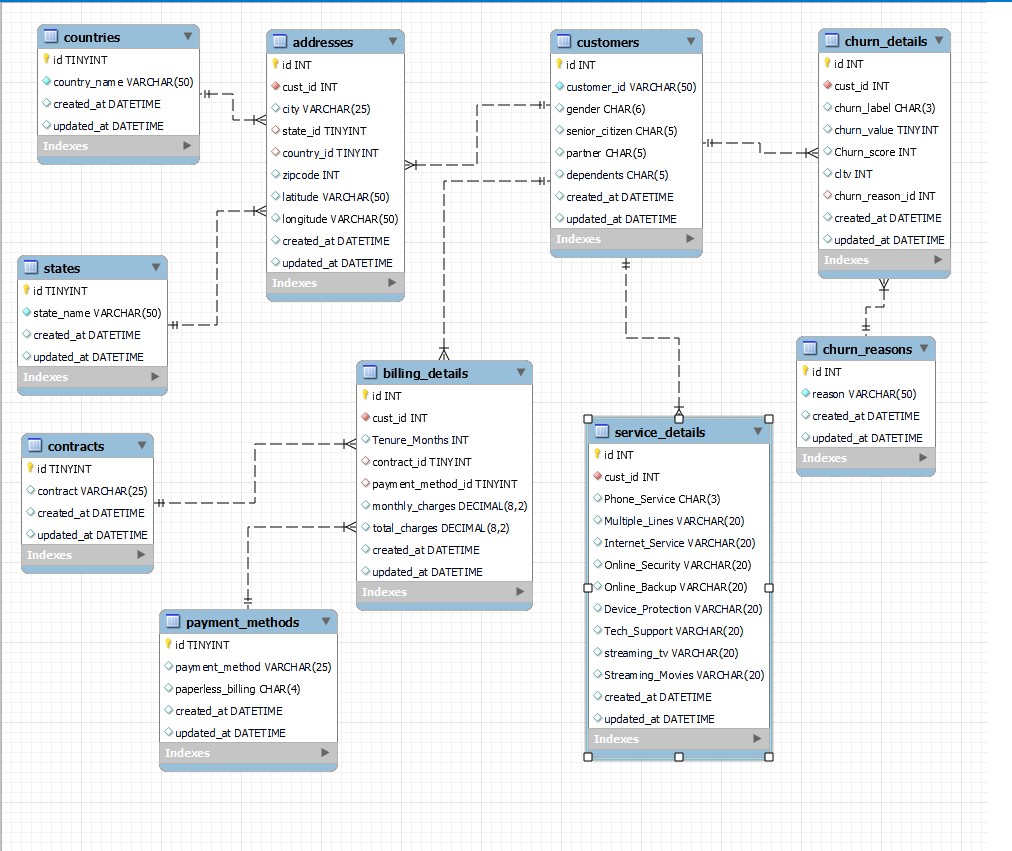 countries
id TINYINT
country_name VARCHAR(50)
created_at DATETIME
updated_at DATETIME
Indexes
addresses
id INT
cust_id INT
city VARCHAR(25)
state_id TINYINT
country_id TINYINT
zipcode INT
latitude VARCHAR(50)
longitude VARCHAR(50)
created_at DATETIME
updated_at DATETIME
Indexes
customers
id INT
customer_id VARCHAR(50)
gender CHAR(6)
senior_citizen CHAR(5)
partner CHAR(5)
dependents CHAR(5)
created_at DATETIME
updated_at DATETIME
Indexes
churn_details
id INT
cust_id INT
churn_label CHAR(3)
churn_value TINYINT
Churn_score INT
cltv INT
churn_reason_id INT
created_at DATETIME
updated_at DATETIME
Indexes
states
id TINYINT
state_name VARCHAR(50)
created_at DATETIME
updated_at DATETIME
Indexes
churn_reasons
id INT
reason VARCHAR(50)
created_at DATETIME
updated_at DATETIME
Indexes
billing_details
id INT
cust_id INT
Tenure_Months INT
contract_id TINYINT
payment_method_id TINYINT
monthly_charges DECIMAL(8,2)
total_charges DECIMAL(8,2)
created_at DATETIME
updated_at DATETIME
Indexes
contracts
id TINYINT
contract VARCHAR(25)
created_at DATETIME
updated_at DATETIME
Indexes
service_details
id INT
cust_id INT
Phone_Service CHAR(3)
Multiple_Lines VARCHAR(20)
Internet_Service VARCHAR(20)
Online_Security VARCHAR(20)
Online_Backup VARCHAR(20)
Device_Protection VARCHAR(20)
Tech_Support VARCHAR(20)
streaming_tv VARCHAR(20)
Streaming_Movies VARCHAR(20)
created_at DATETIME
updated_at DATETIME
Indexes
payment_methods
id TINYINT
payment_method VARCHAR(25)
paperless_billing CHAR(4)
created_at DATETIME
updated_at DATETIME
Indexes